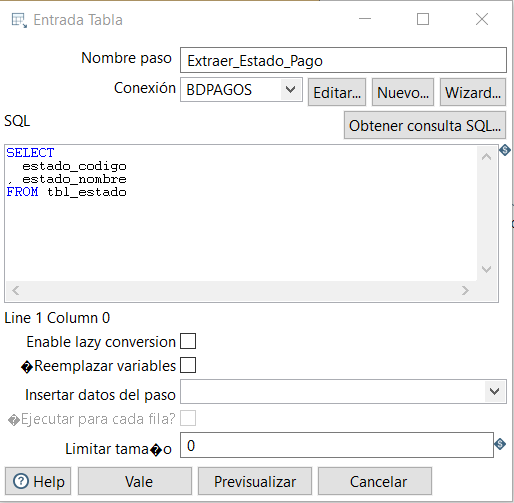 Entrada Tabla
Nombre paso Extraer_Estado_Pago
Conexión BDPAGOS Editar... Nuevo... Wizard...
SQL Obtener consulta SQL...
SELECT
  estado_codigo
, estado_nombre
FROM tbl_estado
Line 1 Column 0
Enable lazy conversion
�Reemplazar variables
Insertar datos del paso
�Ejecutar para cada fila?
Limitar tama�o 0
Help Vale Previsualizar Cancelar